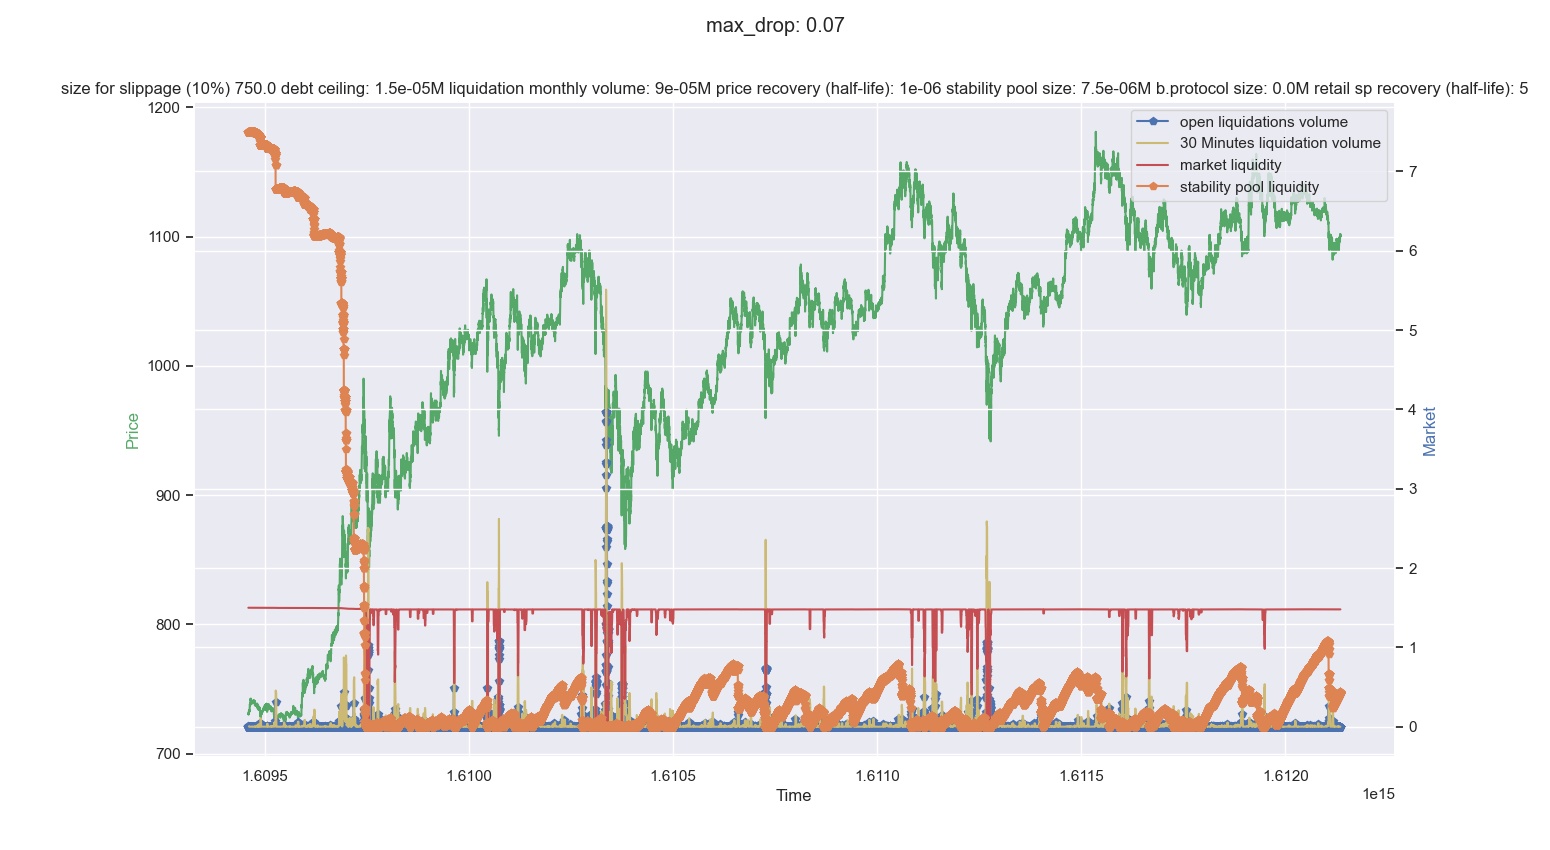 max_drop: 0.07
size for slippage (10%) 750.0 debt ceiling: 1.5e-05M liquidation monthly volume: 9e-05M price recovery (half-life): 1e-06 stability pool size: 7.5e-06M b.protocol size: 0.0M retail sp recovery (half-life): 5
open liquidations volume
30 Minutes liquidation volume
market liquidity
stability pool liquidity
1200
1100
1000
900
800
700
Price
7
6
5
4
3
2
1
0
Market
1.6095
1.6100
1.6105
1.6110
1.6115
1.6120
1e15
Time